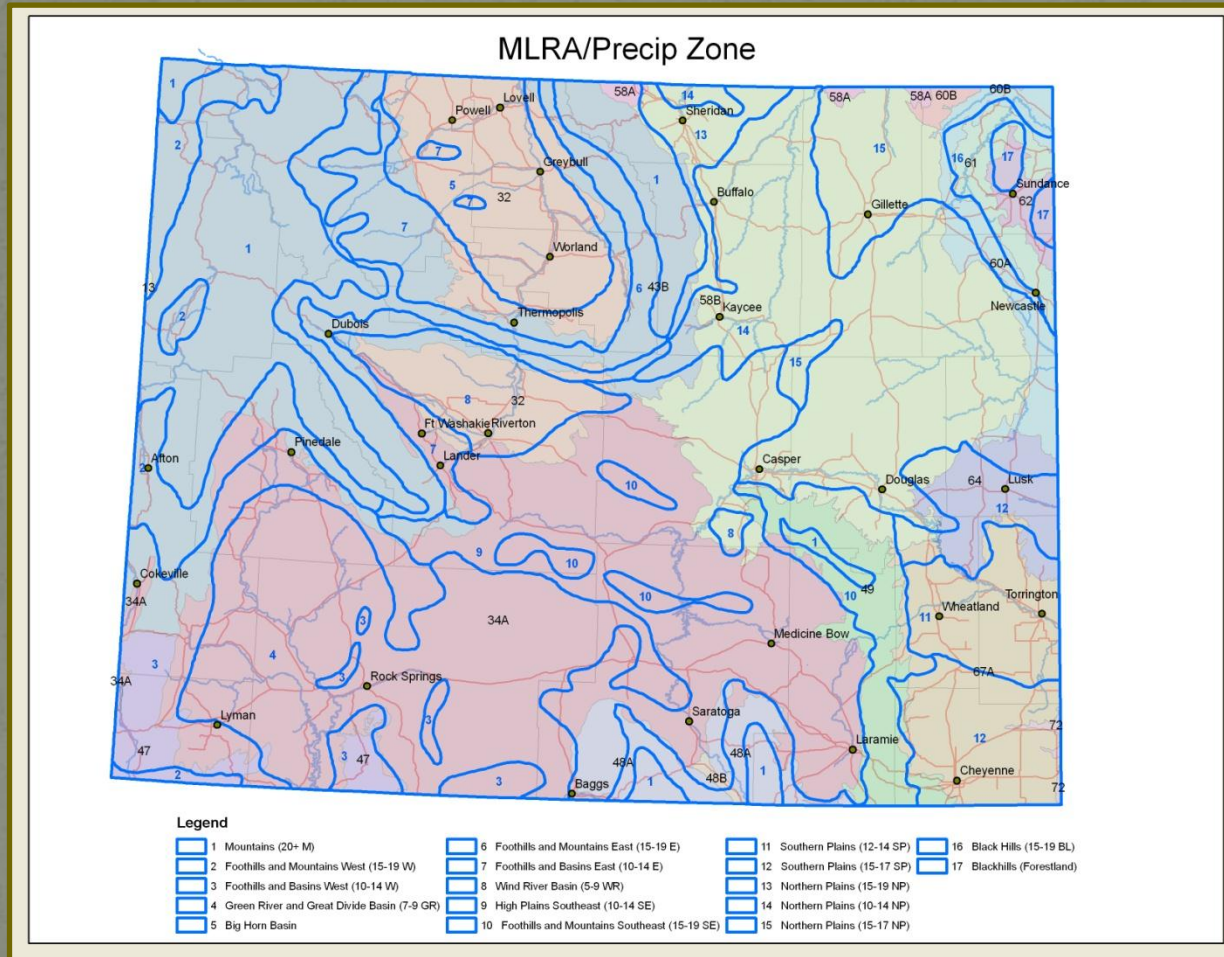 MLRA/Precip Zone
1
58A
14
58A
58A 60B
60B
Lovell
Powell
Sheridan
13
2
7
15
16 61
17
Greybull
5
1
Sundance
32
7
62
Buffalo
17
Gillette
7
1
Worland
60A
13
6 43B
58B
Newcastle
2
Thermopolis
Kaycee
14
Dubois
15
8
32
Ft Washakie
Riverton
Pinedale
7
Lander
Afton
2
10
Casper
64
Lusk
Douglas
12
8
1
9
10
Cokeville
34A
10
10
49
Torrington
3
34A
11
Wheatland
3
4
Medicine Bow
34A
3
Rock Springs
67A
3
Lyman
Saratoga
72
12
47
3
47
48A
48A
Laramie
2
3
1
48B
1
Cheyenne
72
Baggs
Legend
1 Mountains (20+ M)
2 Foothills and Mountains West (15-19 W)
3 Foothills and Basins West (10-14 W)
4 Green River and Great Divide Basin (7-9 GR)
5 Big Horn Basin
6 Foothills and Mountains East (15-19 E)
7 Foothills and Basins East (10-14 E)
8 Wind River Basin (5-9 WR)
9 High Plains Southeast (10-14 SE)
10 Foothills and Mountains Southeast (15-19 SE)
11 Southern Plains (12-14 SP)
12 Southern Plains (15-17 SP)
13 Northern Plains (15-19 NP)
14 Northern Plains (10-14 NP)
15 Northern Plains (15-17 NP)
16 Black Hills (15-19 BL)
17 Blackhills (Forestland)